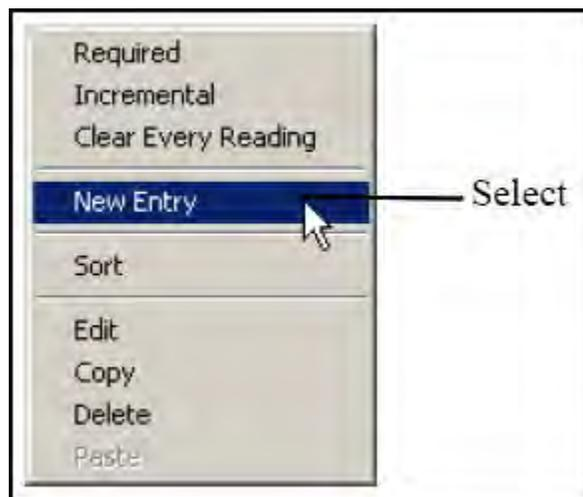 Required
Incremental
Clear Every Reading
New Entry
Select
Sort
Edit
Copy
Delete
Paste